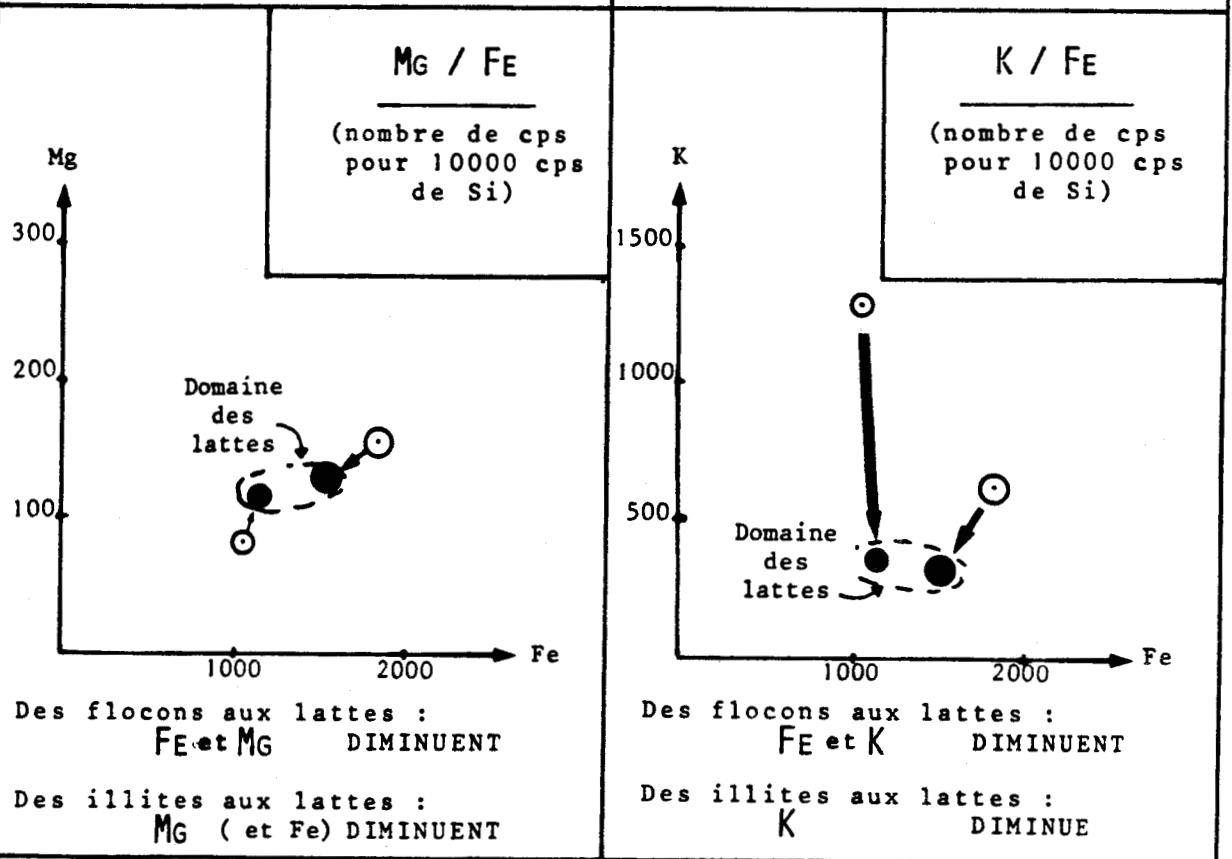 MG / FE
(nombre de cps
pour 10000 cps
de Si)
Mg
300
200
100
Domaine
des
lattes
1000
2000
Fe
Des flocons aux lattes :
FE et MG DIMINUENT
Des illites aux lattes :
MG ( et Fe) DIMINUENT
K / FE
(nombre de cps
pour 10000 cps
de Si)
K
1500
1000
500
Domaine
des
lattes
1000
2000
Fe
Des flocons aux lattes :
FE et K DIMINUENT
Des illites aux lattes :
K DIMINUE